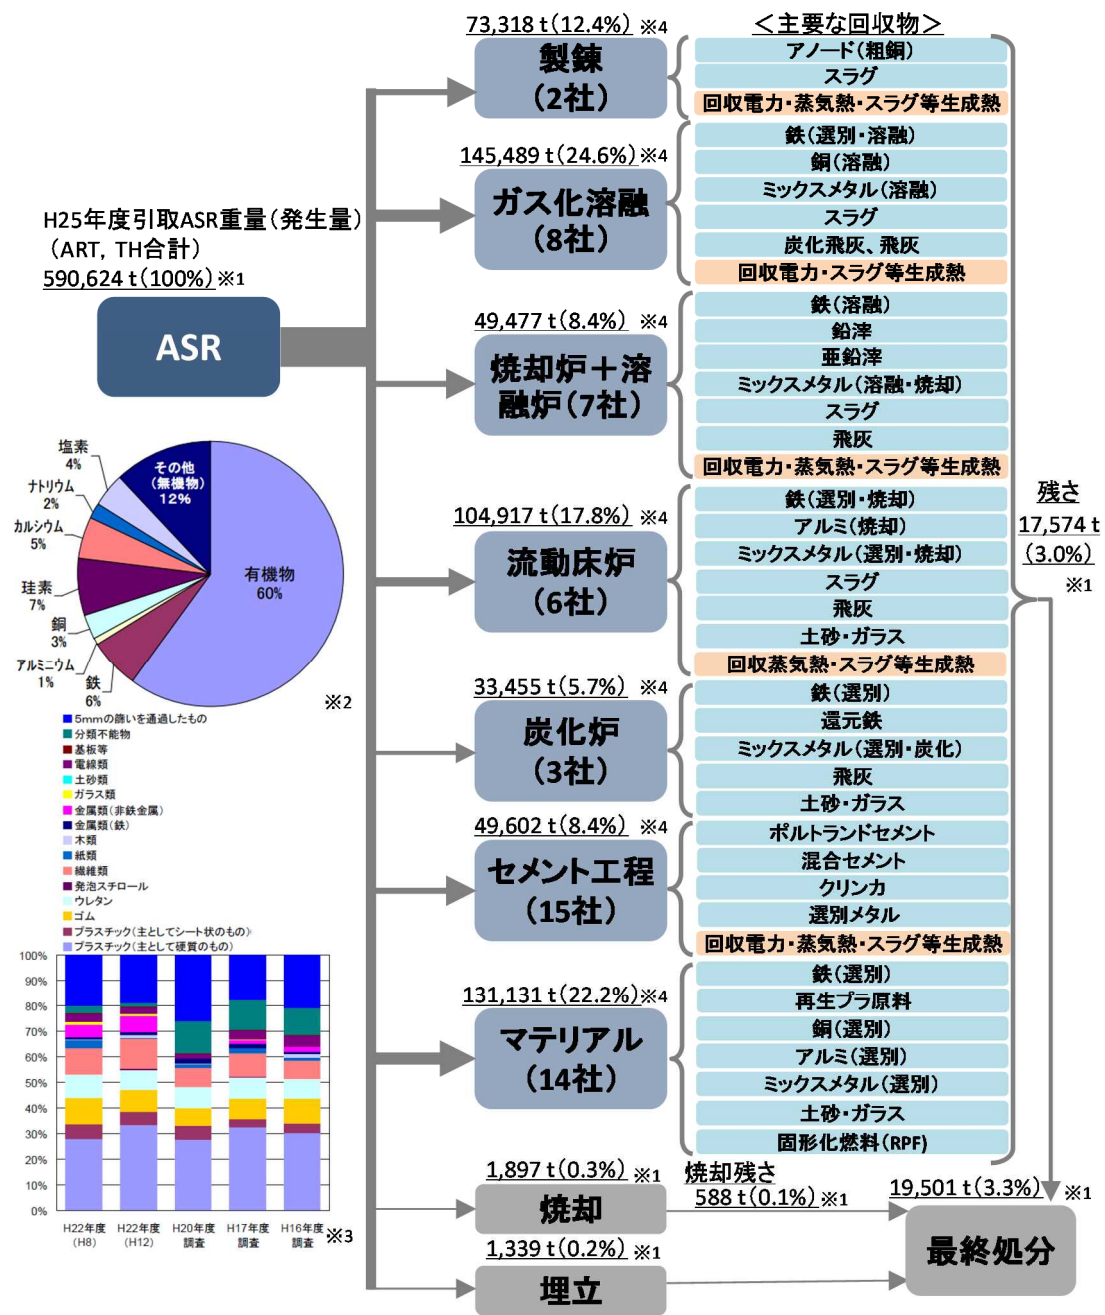 H25年度引取ASR重量（発生量）
（ART，TH合計）
590,624 t(100%)※1
ASR
73,318 t(12.4%) ※4
製錬
（2社）
＜主要な回収物＞
アノード（粗銅）
スラグ
回収電力・蒸気熱・スラグ等生成熱
145,489 t(24.6%)※4
ガス化溶融
（8社）
鉄（選別・溶融）
銅（溶融）
ミックスメタル（溶融）
スラグ
炭化飛灰、飛灰
回収電力・スラグ等生成熱
49,477 t(8.4%) ※4
焼却炉＋溶
融炉（7社）
鉄（溶融）
鉛滓
亜鉛滓
ミックスメタル（溶融・焼却）
スラグ
飛灰
回収電力・蒸気熱・スラグ等生成熱
104,917 t(17.8%) ※4
流動床炉
（6社）
鉄（選別・焼却）
アルミ（焼却）
ミックスメタル（選別・焼却）
スラグ
飛灰
土砂・ガラス
回収蒸気熱・スラグ等生成熱
33,455 t(5.7%) ※4
炭化炉
（3社）
鉄（選別）
還元鉄
ミックスメタル（選別・炭化）
飛灰
土砂・ガラス
49,602 t(8.4%) ※4
セメント工程
（15社）
ポルトランドセメント
混合セメント
クリンカ
選別メタル
回収電力・蒸気熱・スラグ等生成熱
131,131 t(22.2%)※4
マテリアル
（14社）
鉄（選別）
再生プラ原料
銅（選別）
アルミ（選別）
ミックスメタル（選別）
土砂・ガラス
固形化燃料（RPF）
残さ
17,574 t
(3.0%)
※1
1,897 t(0.3%) ※1
焼却
焼却残さ
588 t(0.1%)※1
1,339 t(0.2%) ※1
埋立
19,501 t(3.3%) ※1
最終処分
塩素
4%
その他
（無機物）
12%
ナトリウム
2%
カルシウム
5%
珪素
7%
銅
3%
アルミニウム
1%
鉄
6%
有機物
60%
※2
5mmの篩いを通過したもの
分類不能物
基板等
電線類
土砂類
ガラス類
金属類（非鉄金属）
金属類（鉄）
木類
紙類
繊維類
発泡スチロール
ウレタン
ゴム
プラスチック（主としてシート状のもの）
プラスチック（主として硬質のもの）
100%
90%
80%
70%
60%
50%
40%
30%
20%
10%
0%
H22年度
（H8）
H22年度
（H12）
H20年度
調査
H17年度
調査
H16年度
調査
※3